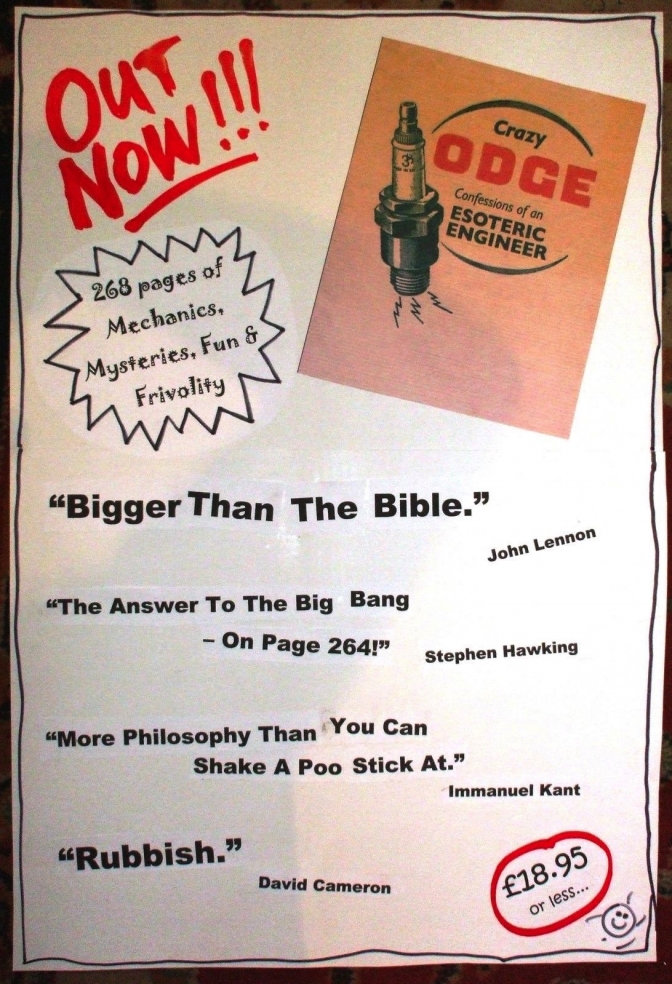 OUT
NOW!!!
Crazy
ODGE
Confessions of an
ESOTERIC
ENGINEER
268 pages of
Mechanics,
Mysteries, Fun &
Frivolity
“Bigger Than The Bible.”
John Lennon
“The Answer To The Big Bang
– On Page 264!”
Stephen Hawking
“More Philosophy Than You Can
Shake A Poo Stick At.”
Immanuel Kant
“Rubbish.”
David Cameron
£18.95
or less...